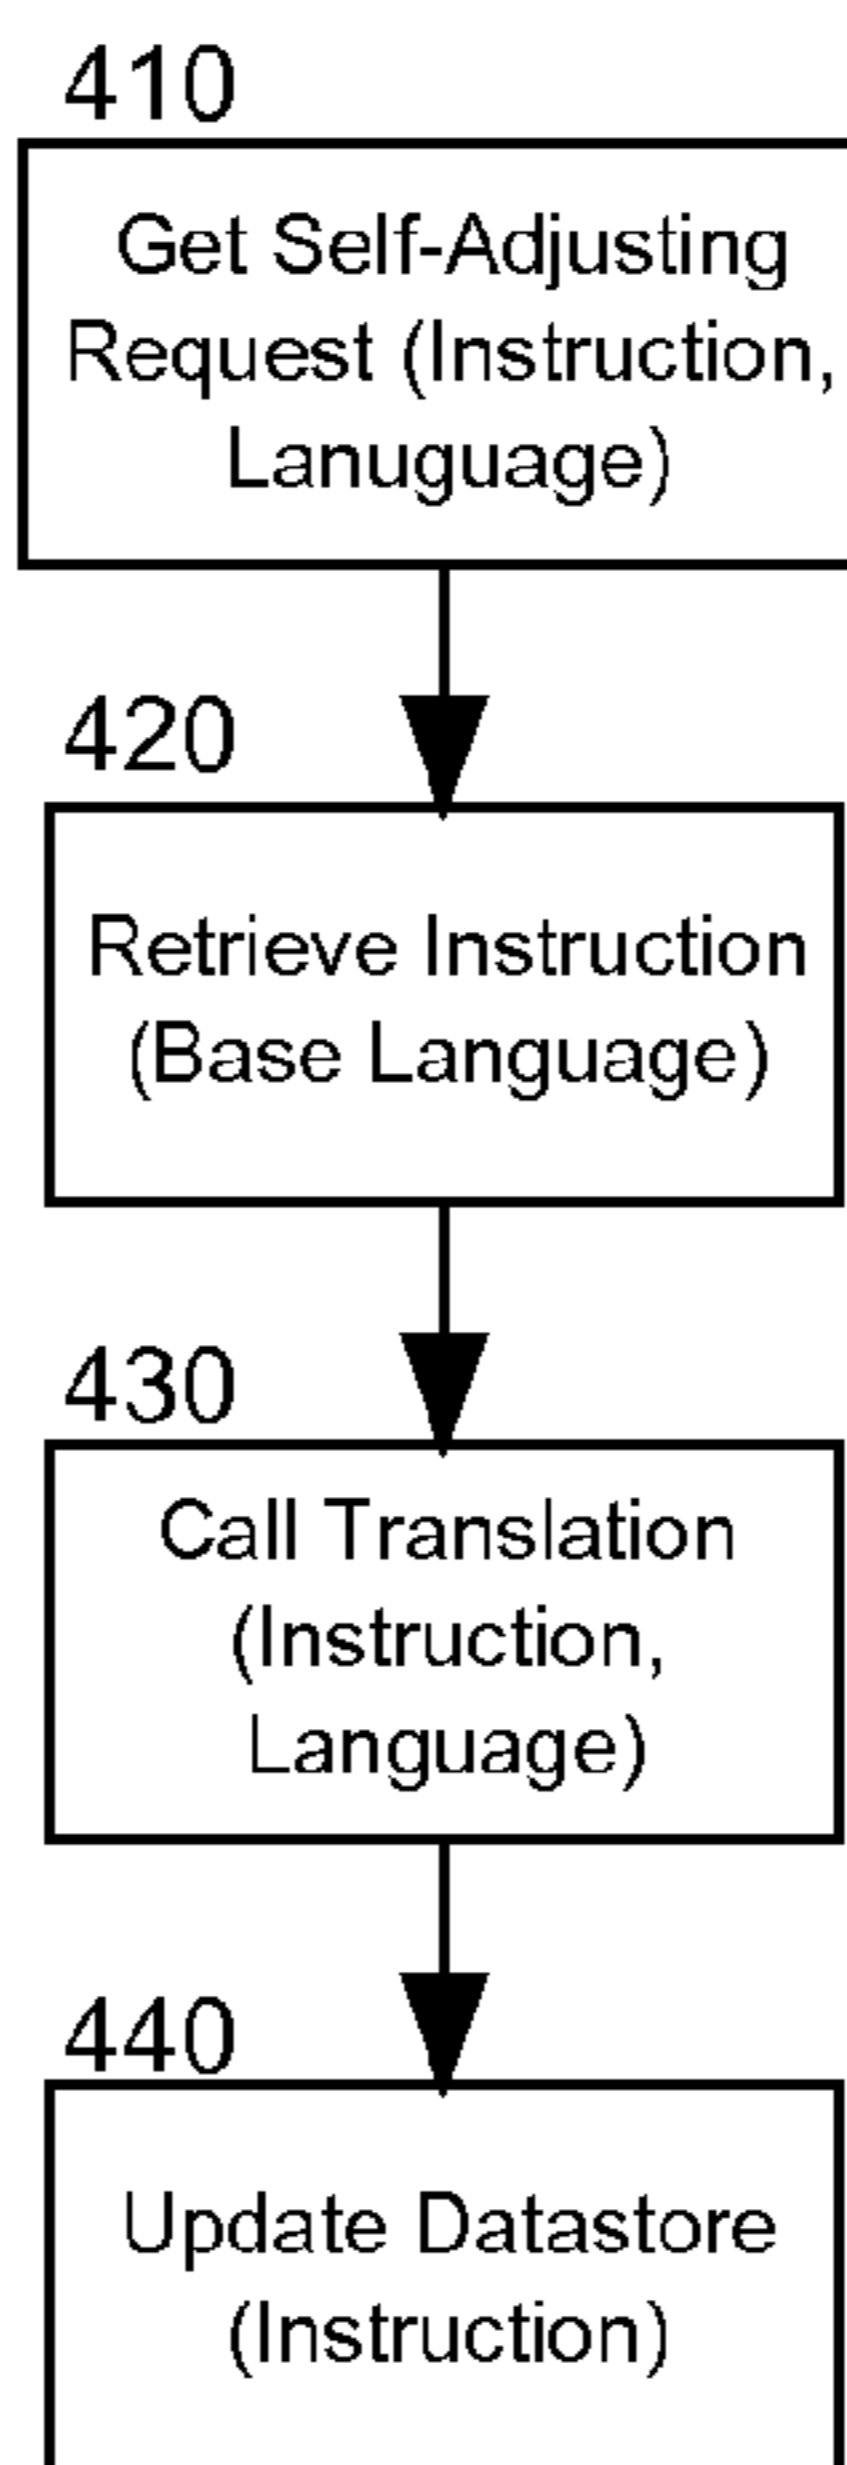 410
Get Self-Adjusting
Request (Instruction,
Lanuguage)
420
Retrieve Instruction
(Base Language)
430
Call Translation
(Instruction,
Language)
440
Update Datastore
(Instruction)